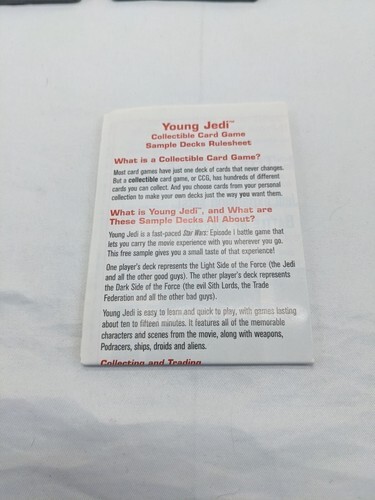 Young Jedi™
Collectible Card Game
Sample Decks Rulesheet
What is a Collectible Card Game?
Most card games have just one deck of cards that never changes.
But a collectible card game, or CCG, has hundreds of different
cards you can collect. And you choose cards from your personal
collection to make your own decks just the way you want them.
What is Young Jedi™, and What are
These Sample Decks All About?
Young Jedi is a fast-paced Star Wars: Episode I battle game that
lets you carry the movie experience with you wherever you go.
This free sample gives you a small taste of that experience!
One player's deck represents the Light Side of the Force (the Jedi
and all the other good guys). The other player's deck represents
the Dark Side of the Force (the evil Sith Lords, the Trade
Federation and all the other bad guys).
Young Jedi is easy to learn and quick to play, with games lasting
about ten to fifteen minutes. It features all of the memorable
characters and scenes from the movie, along with weapons,
Podracers, ships, droids and aliens.
Collecting and Trading